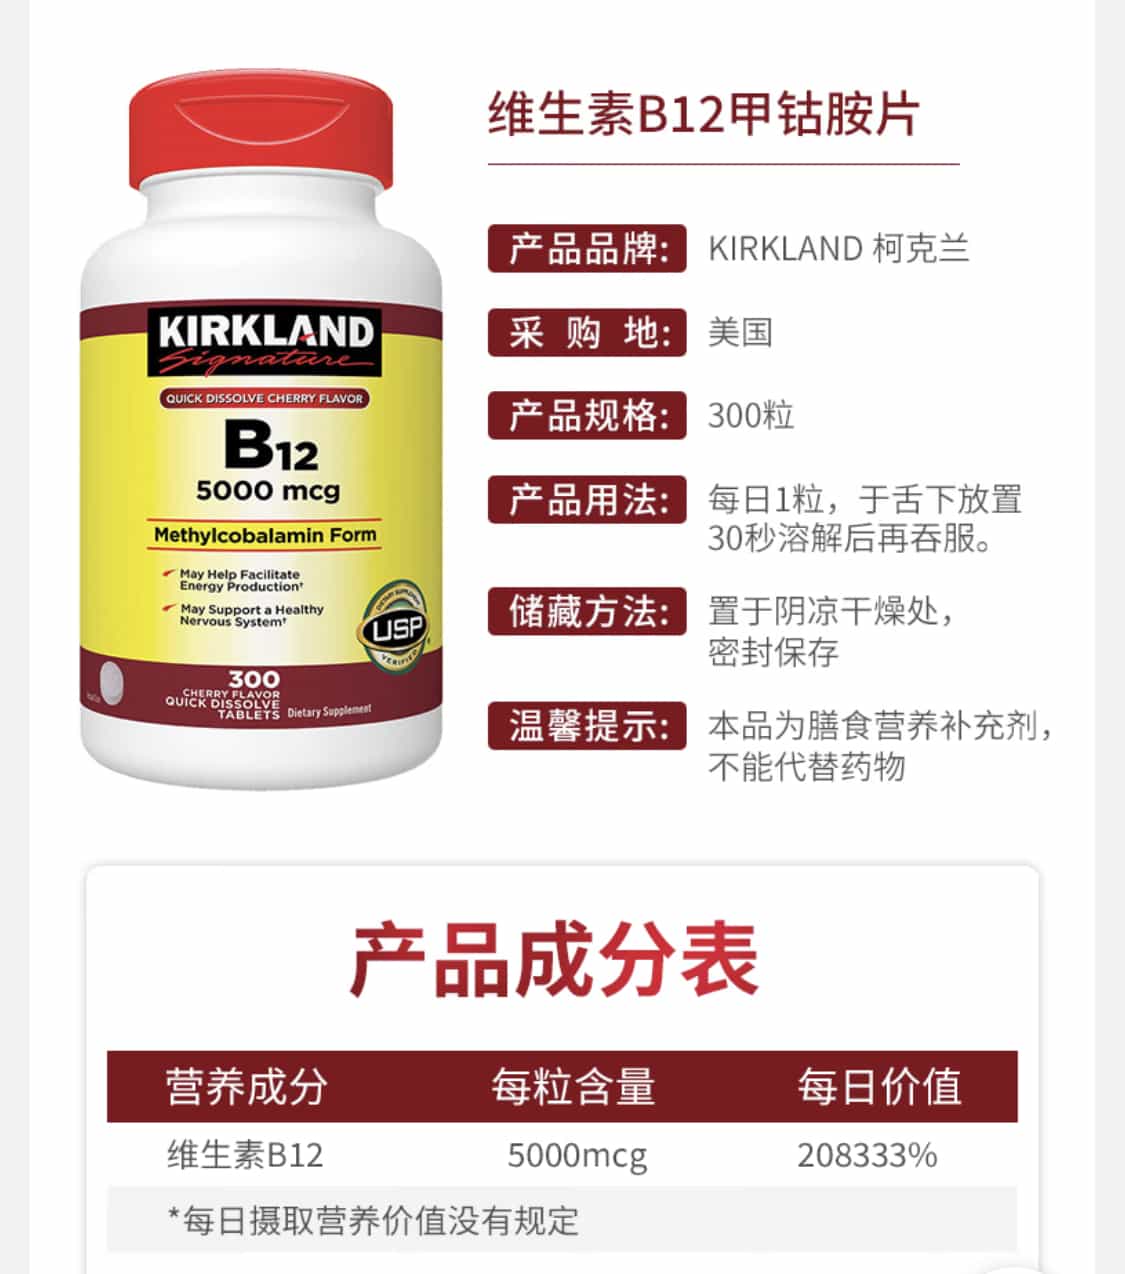 维生素B12甲钴胺片
产品品牌: KIRKLAND 柯克兰
采购地: 美国
产品规格: 300粒
产品用法: 每日1粒，于舌下放置
30秒溶解后再吞服。
储藏方法: 置于阴凉干燥处，
密封保存
温馨提示: 本品为膳食营养补充剂，
不能代替药物
KIRKLAND
Signature
QUICK DISSOLVE CHERRY FLAVOR
B12
5000 mcg
Methylcobalamin Form
May Help Facilitate
Energy Production†
May Support a Healthy
Nervous System†
DIETARY SUPPLEMENT
USP
VERIFIED
300
CHERRY FLAVOR
QUICK DISSOLVE
TABLETS Dietary Supplement
产品成分表
营养成分 每粒含量 每日价值
维生素B12 5000mcg 208333%
*每日摄取营养价值没有规定